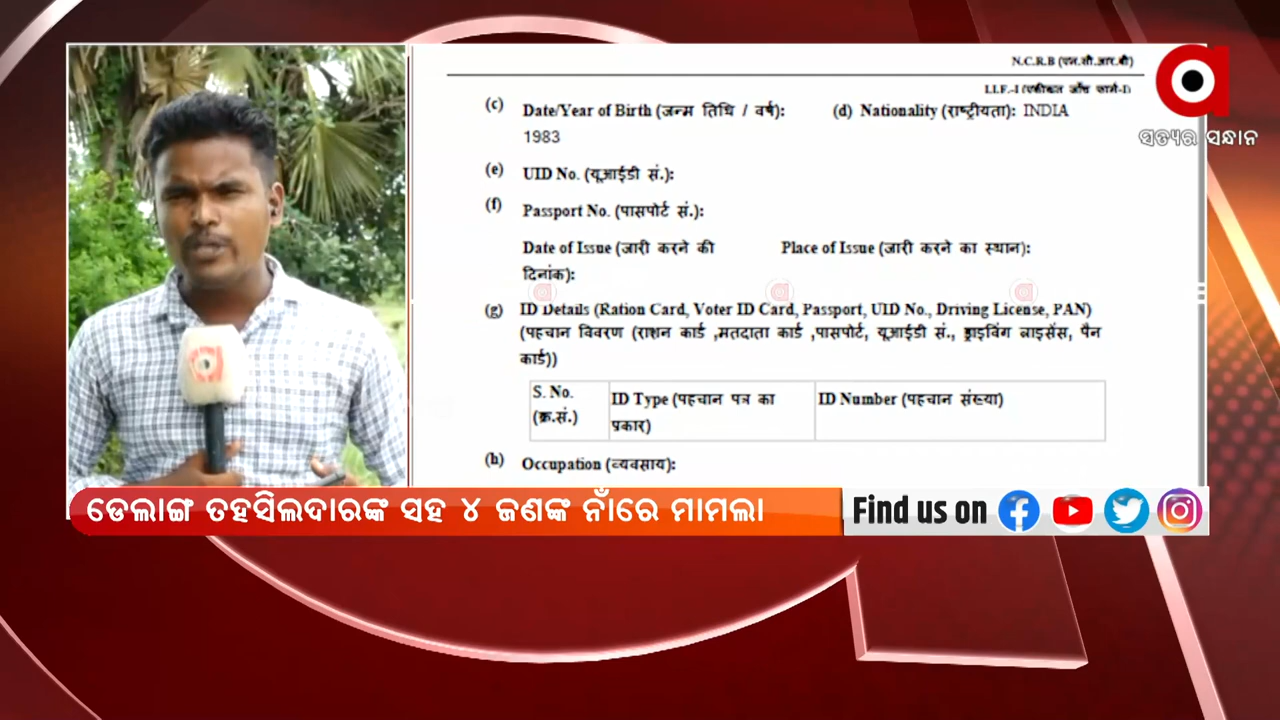 N.C.R.B (एन.सी.आर.बी)
I.I.F.-I (एकीकृत जाँच फार्म-I)
(c) Date/Year of Birth (जन्म तिथि / वर्ष):
1983
(d) Nationality (राष्ट्रीयता): INDIA
ସତ୍ୟର ସନ୍ଧାନ
(e) UID No. (यूआईडी सं.):
(f) Passport No. (पासपोर्ट सं.):
Date of Issue (जारी करने की
दिनांक):
Place of Issue (जारी करने का स्थान):
(g) ID Details (Ration Card, Voter ID Card, Passport, UID No., Driving License, PAN)
(पहचान विवरण (राशन कार्ड ,मतदाता कार्ड ,पासपोर्ट, यूआईडी सं., ड्राइविंग लाइसेंस, पैन
कार्ड))
S. No.
(क्र.सं.)
ID Type (पहचान पत्र का
प्रकार)
ID Number (पहचान संख्या)
(h) Occupation (व्यवसाय):
ଡେଲାଙ୍ଗ ତହସିଲଦାରଙ୍କ ସହ ୪ ଜଣଙ୍କ ନାଁରେ ମାମଲା
Find us on